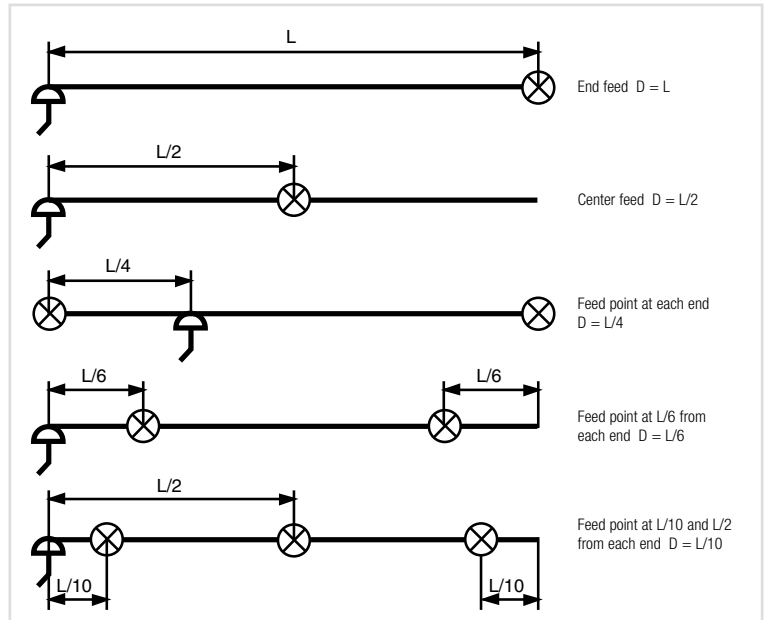 L
End feed D = L
L/2
Center feed D = L/2
L/4
Feed point at each end
D = L/4
L/6
L/6
Feed point at L/6 from
each end D = L/6
L/2
Feed point at L/10 and L/2
from each end D = L/10
L/10
L/10